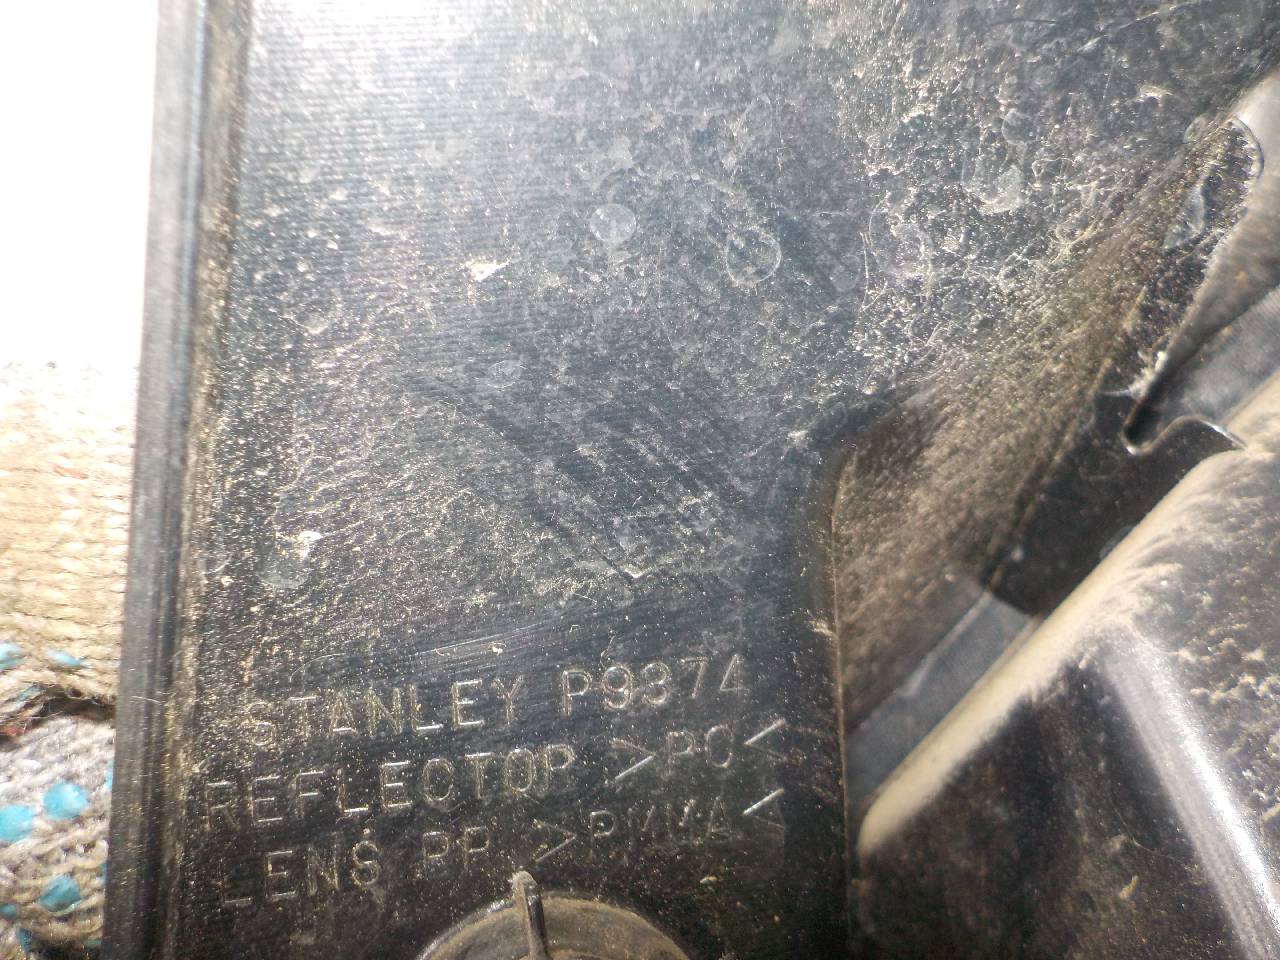 STANLEY P9374
REFLECTOR >PC<
LENS PP >PMMA<